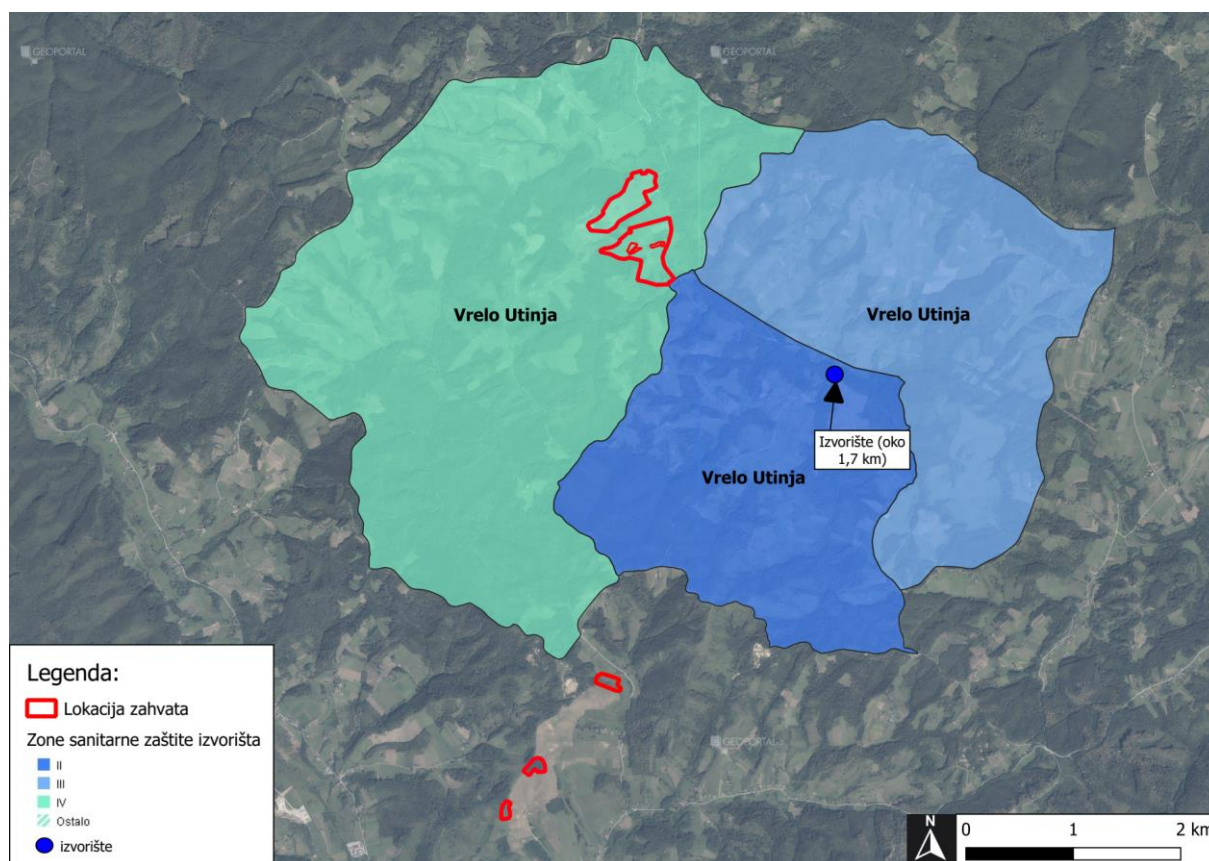 GEOPORTAL
GEOPORTAL
Vrelo Utinja
Vrelo Utinja
Izvorište (oko
1,7 km)
Vrelo Utinja
GEOPORTAL
Legenda:
Lokacija zahvata
Zone sanitarne zaštite izvorišta
II
III
IV
Ostalo
izvorište
N
0 1 2 km